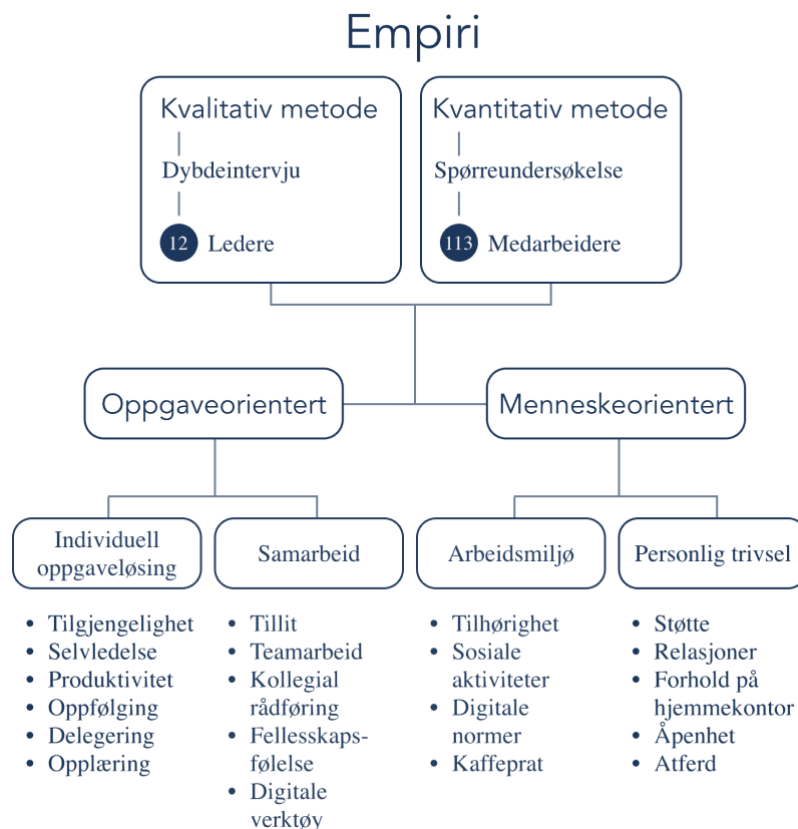 Empiri
Kvalitativ metode
Dybdeintervju
12 Ledere
Kvantitativ metode
Spørreundersøkelse
113 Medarbeidere
Oppgaveorientert
Menneskeorientert
Individuell
oppgaveløsing
• Tilgjengelighet
• Selvledelse
• Produktivitet
• Oppfølging
• Delegering
• Opplæring
Samarbeid
• Tillit
• Teamarbeid
• Kollegial
rådføring
• Fellesskaps-
følelse
• Digitale
verktøy
Arbeidsmiljø
• Tilhørighet
• Sosiale
aktiviteter
• Digitale
normer
• Kaffeprat
Personlig trivsel
• Støtte
• Relasjoner
• Forhold på
hjemmekontor
• Åpenhet
• Atferd